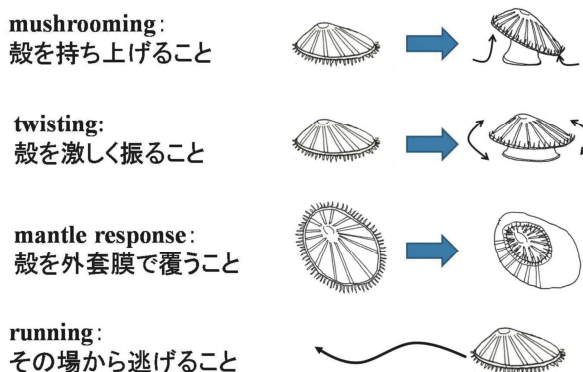 mushrooming:
殻を持ち上げること
twisting:
殻を激しく振ること
mantle response:
殻を外套膜で覆うこと
running:
その場から逃げること